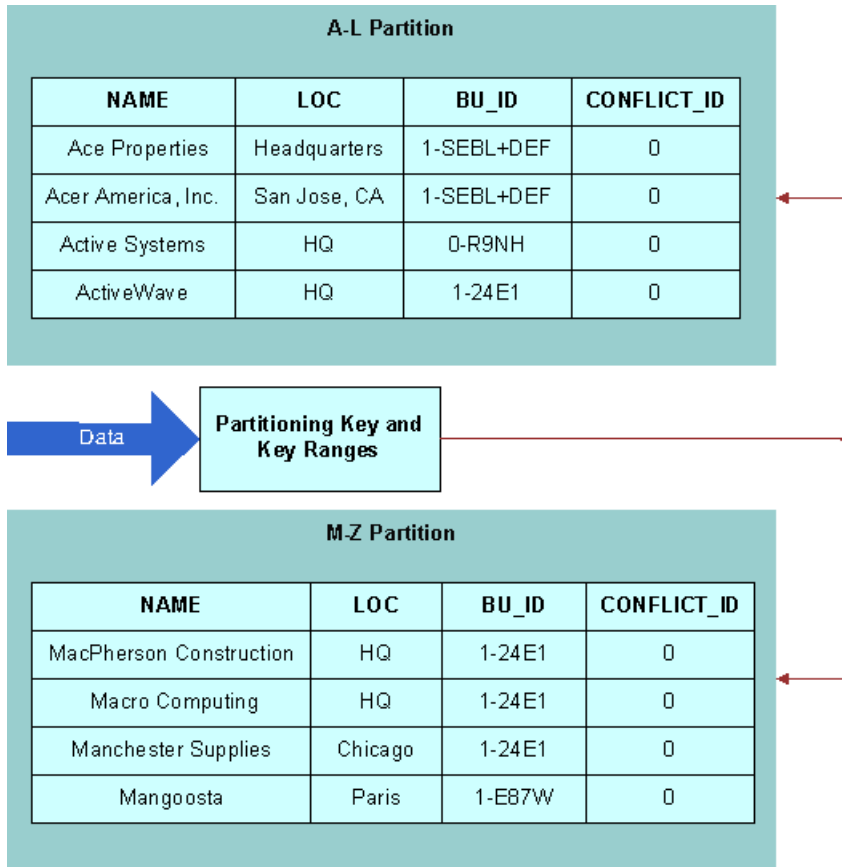 A-L Partition
NAME LOC BU_ID CONFLICT_ID
Ace Properties Headquarters 1-SEBL+DEF 0
Acer America, Inc. San Jose, CA 1-SEBL+DEF 0
Active Systems HQ 0-R9NH 0
ActiveWave HQ 1-24E1 0
Data
Partitioning Key and
Key Ranges
M-Z Partition
NAME LOC BU_ID CONFLICT_ID
MacPherson Construction HQ 1-24E1 0
Macro Computing HQ 1-24E1 0
Manchester Supplies Chicago 1-24E1 0
Mangoosta Paris 1-E87W 0